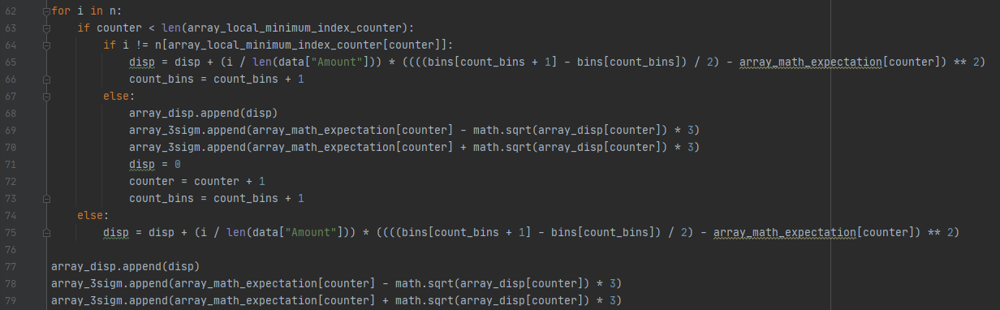 62 for i in n:
63     if counter < len(array_local_minimum_index_counter):
64         if i != n[array_local_minimum_index_counter[counter]]:
65             disp = disp + (i / len(data["Amount"])) * ((((bins[count_bins + 1] - bins[count_bins]) / 2) - array_math_expectation[counter]) ** 2)
66             count_bins = count_bins + 1
67         else:
68             array_disp.append(disp)
69             array_3sigm.append(array_math_expectation[counter] - math.sqrt(array_disp[counter]) * 3)
70             array_3sigm.append(array_math_expectation[counter] + math.sqrt(array_disp[counter]) * 3)
71             disp = 0
72             counter = counter + 1
73             count_bins = count_bins + 1
74     else:
75         disp = disp + (i / len(data["Amount"])) * ((((bins[count_bins + 1] - bins[count_bins]) / 2) - array_math_expectation[counter]) ** 2)
76
77 array_disp.append(disp)
78 array_3sigm.append(array_math_expectation[counter] - math.sqrt(array_disp[counter]) * 3)
79 array_3sigm.append(array_math_expectation[counter] + math.sqrt(array_disp[counter]) * 3)